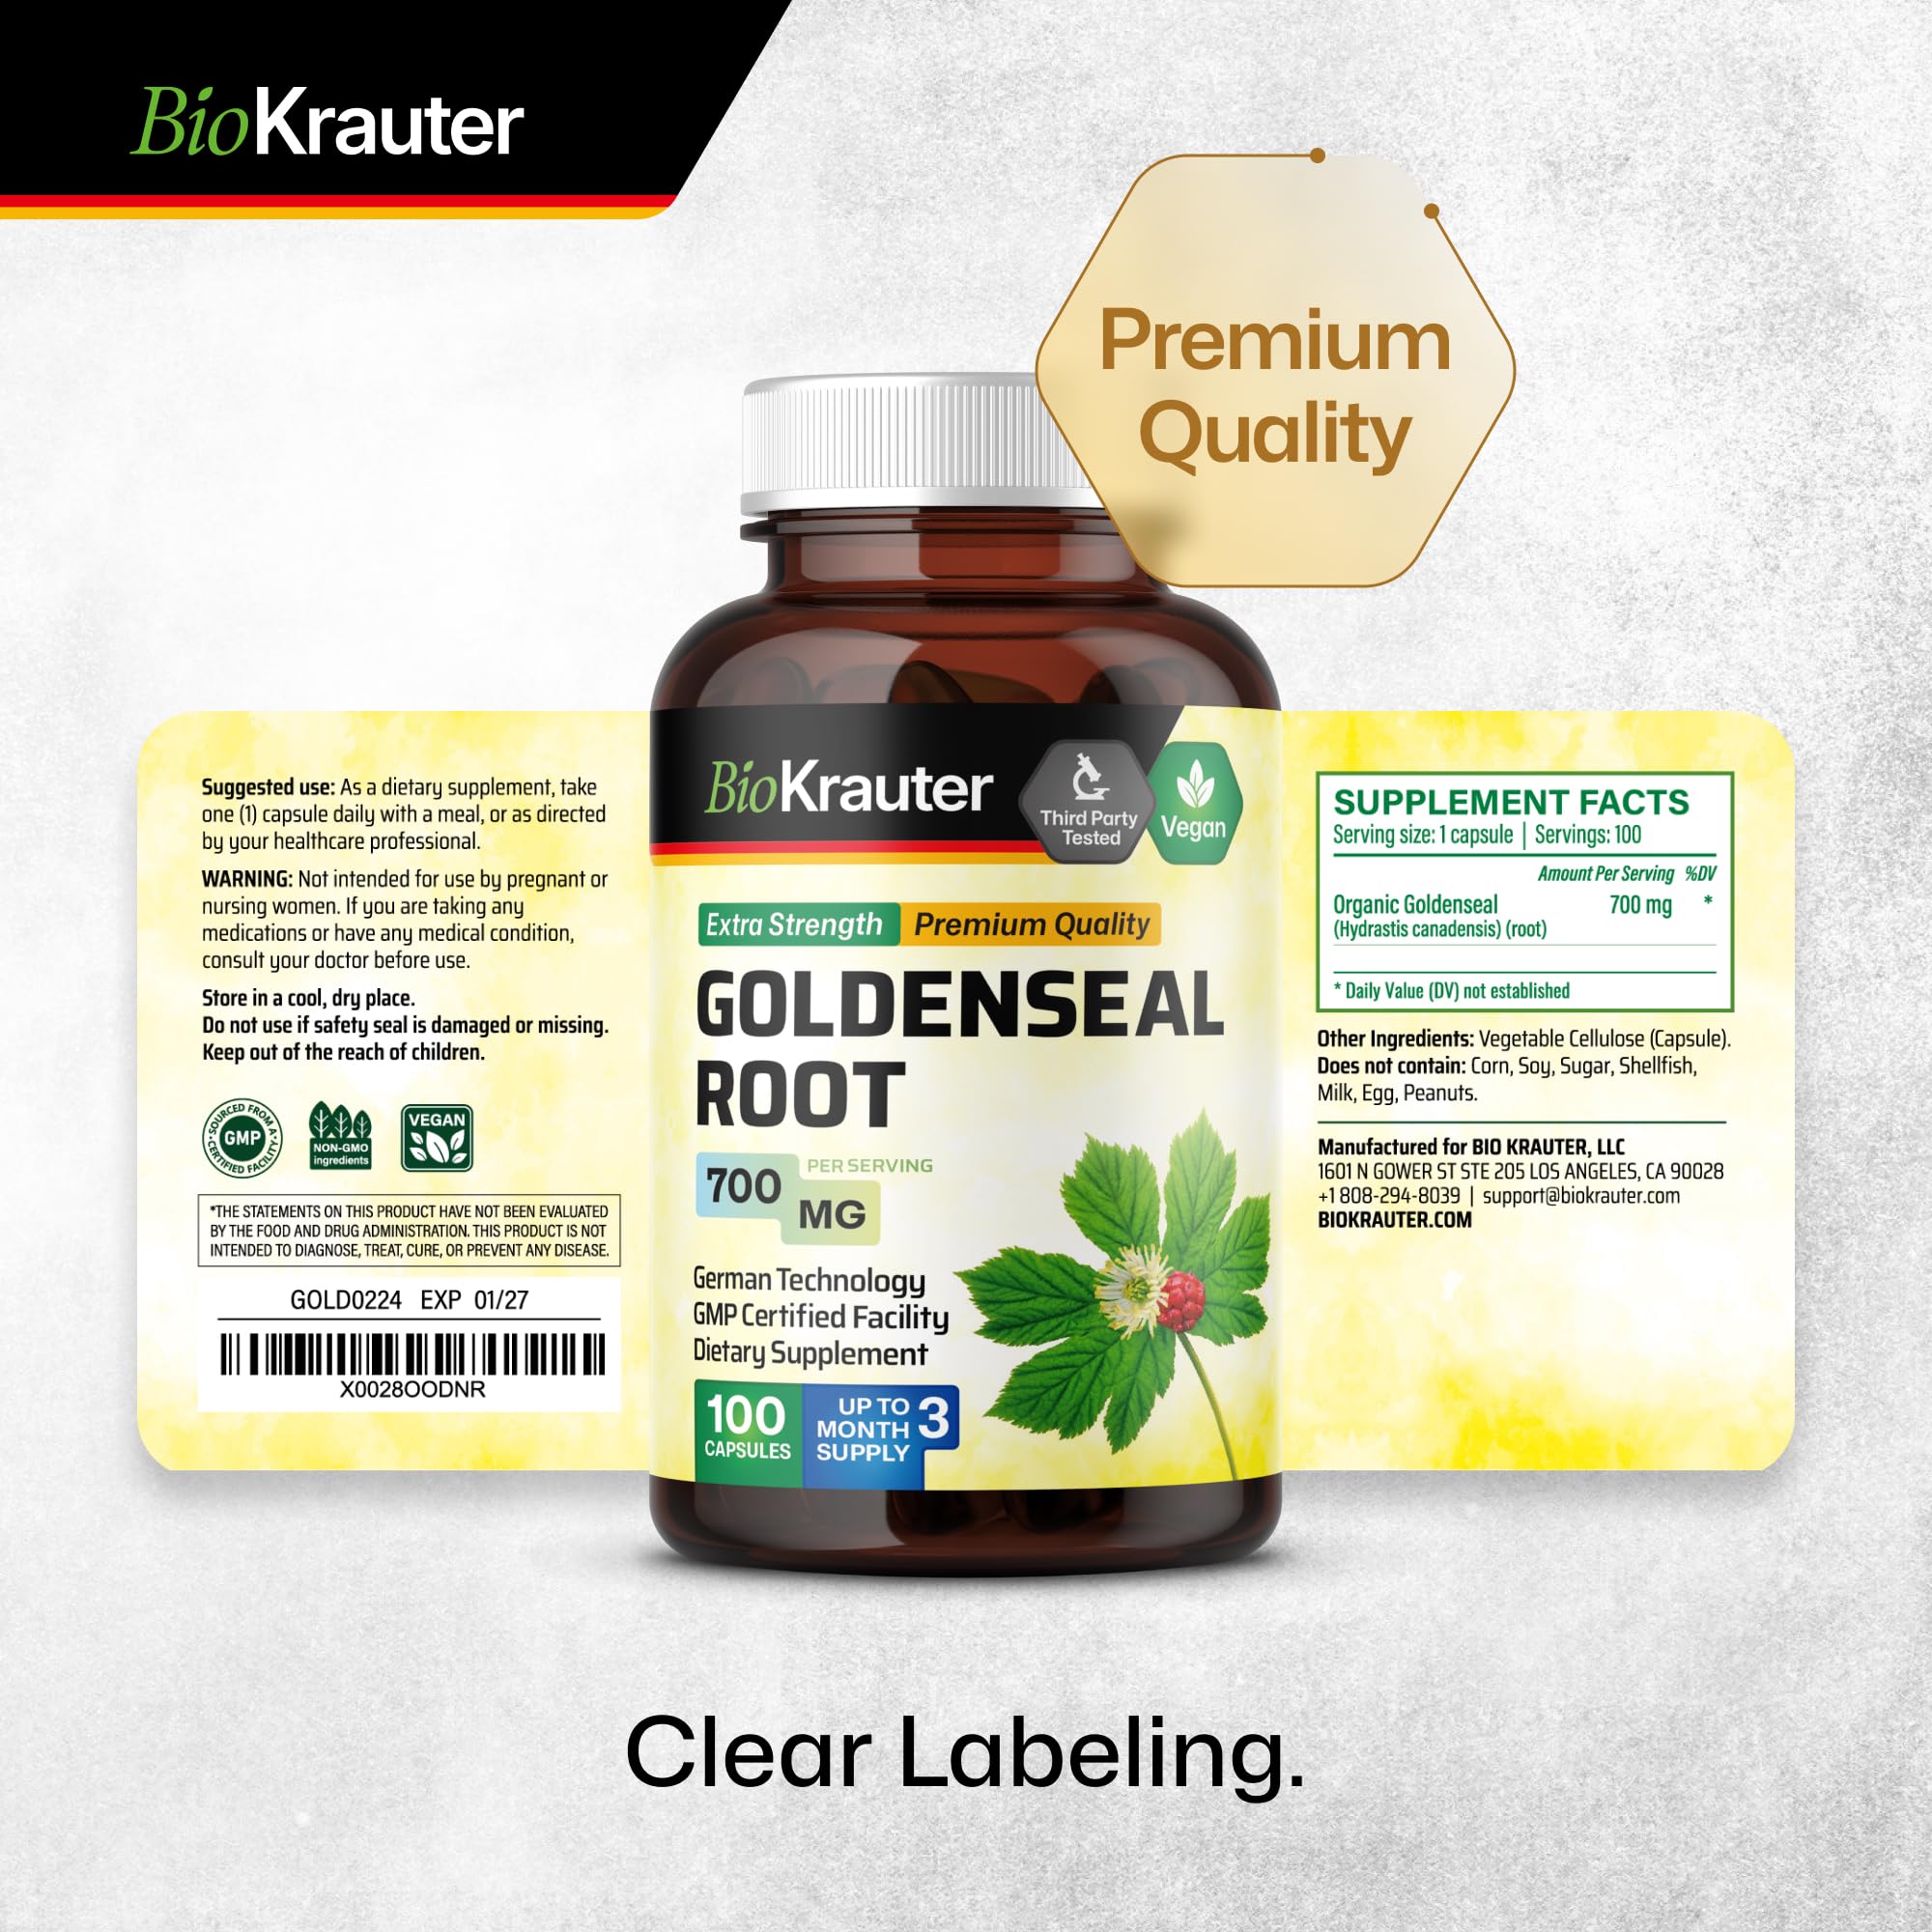 BioKrauter
Premium
Quality
Suggested use: As a dietary supplement, take
one (1) capsule daily with a meal, or as directed
by your healthcare professional.
WARNING: Not intended for use by pregnant or
nursing women. If you are taking any
medications or have any medical condition,
consult your doctor before use.
Store in a cool, dry place.
Do not use if safety seal is damaged or missing.
Keep out of the reach of children.
SOURCED FROM A
GMP
CERTIFIED FACILITY
NON-GMO
ingredients
VEGAN
*THE STATEMENTS ON THIS PRODUCT HAVE NOT BEEN EVALUATED
BY THE FOOD AND DRUG ADMINISTRATION. THIS PRODUCT IS NOT
INTENDED TO DIAGNOSE, TREAT, CURE, OR PREVENT ANY DISEASE.
GOLD0224 EXP 01/27
X0028OODNR
BioKrauter
Third Party
Tested
Vegan
Extra Strength Premium Quality
GOLDENSEAL
ROOT
700
MG
PER SERVING
German Technology
GMP Certified Facility
Dietary Supplement
100
CAPSULES
UP TO
MONTH 3
SUPPLY
SUPPLEMENT FACTS
Serving size: 1 capsule | Servings: 100
Amount Per Serving %DV
Organic Goldenseal 700 mg *
(Hydrastis canadensis) (root)
* Daily Value (DV) not established
Other Ingredients: Vegetable Cellulose (Capsule).
Does not contain: Corn, Soy, Sugar, Shellfish,
Milk, Egg, Peanuts.
Manufactured for BIO KRAUTER, LLC
1601 N GOWER ST STE 205 LOS ANGELES, CA 90028
+1 808-294-8039 | support@biokrauter.com
BIOKRAUTER.COM
Clear Labeling.